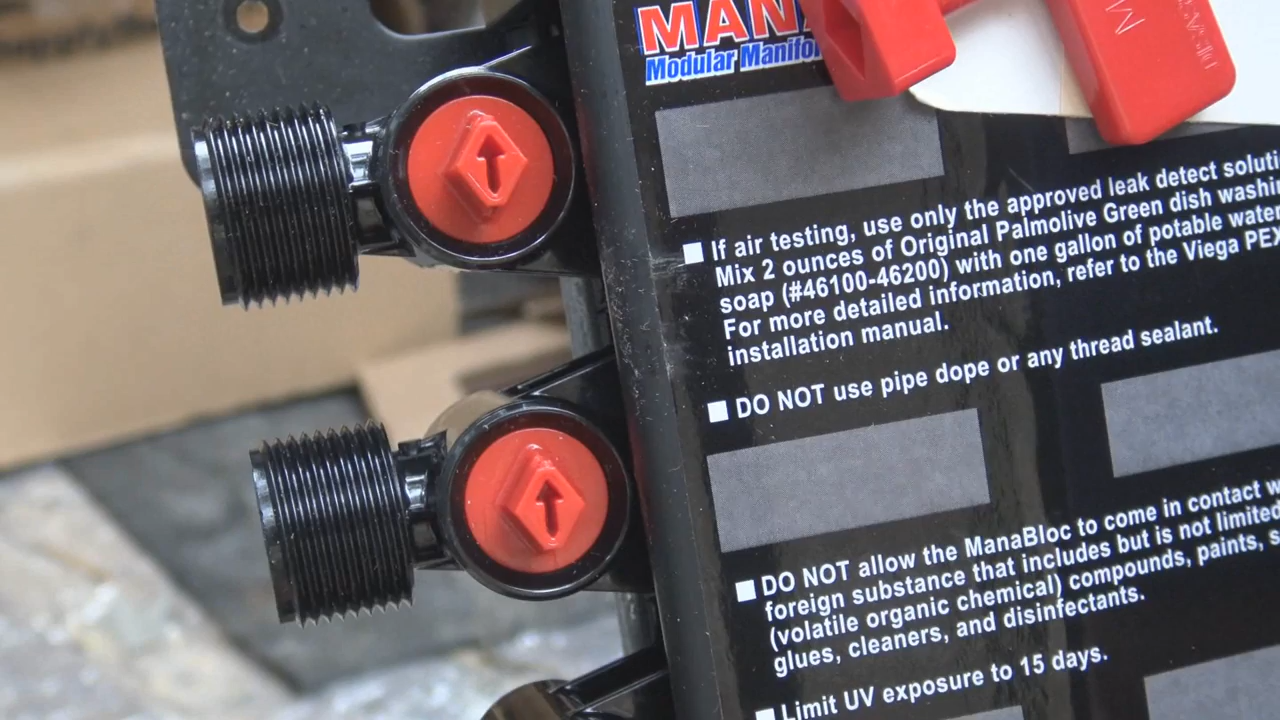 MAN
Modular Manifo
M
If air testing, use only the approved leak detect soluti
Mix 2 ounces of Original Palmolive Green dish washi
soap (#46100-46200) with one gallon of potable water
For more detailed information, refer to the Viega PEX
installation manual.
DO NOT use pipe dope or any thread sealant.
DO NOT allow the ManaBloc to come in contact w
foreign substance that includes but is not limited
(volatile organic chemical) compounds, paints, s
glues, cleaners, and disinfectants.
Limit UV exposure to 15 days.